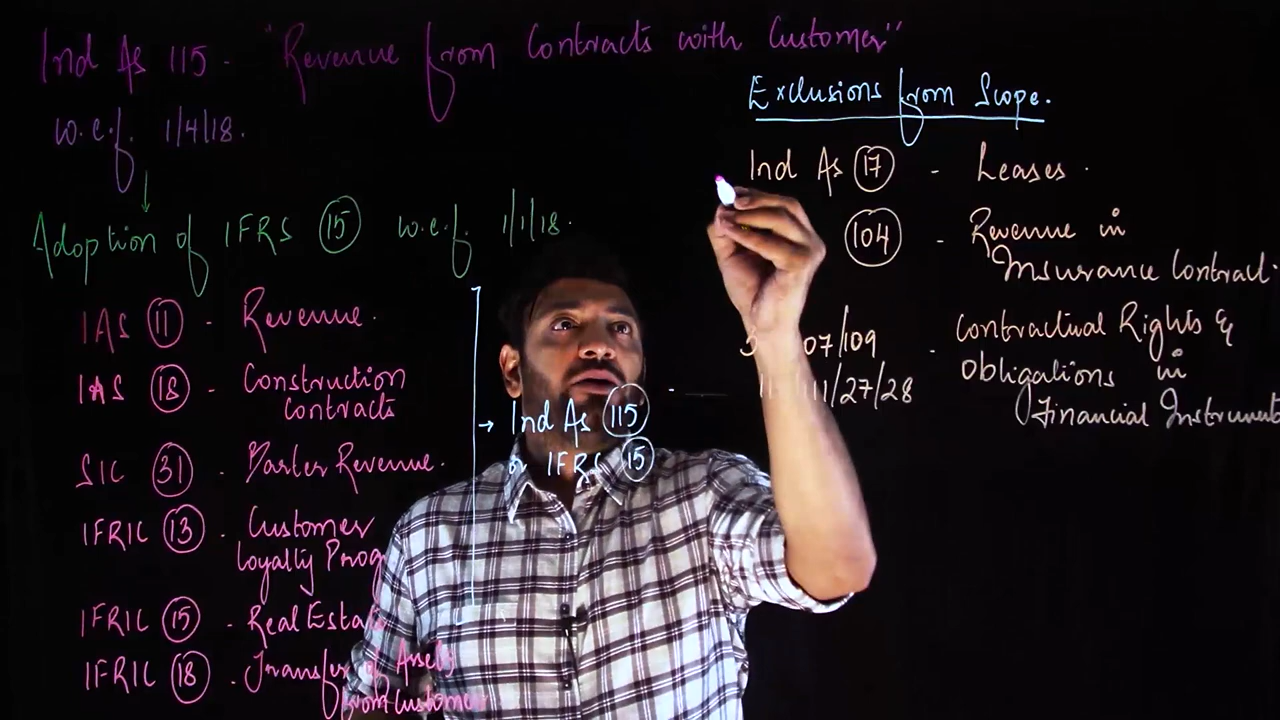 Ind As 115 - "Revenue from Contracts with Customer"
w.e.f. 1/4/18.
Adoption of IFRS 15 w.e.f. 1/1/18.
IAS 11 - Revenue.
IAS 18 - Construction
contracts
SIC 31 - Barter Revenue.
IFRIC 13 - Customer
Loyalty Prog
IFRIC 15 - Real Esta
IFRIC 18 - Transfer of Assets
from Customer
→ Ind As 115
or IFRS 15
Exclusions from Scope.
Ind As 17 - Leases.
104 - Revenue in
Insurance Contract
07/109 - Contractual Rights &
11/27/28 Obligations in
Financial Instrument